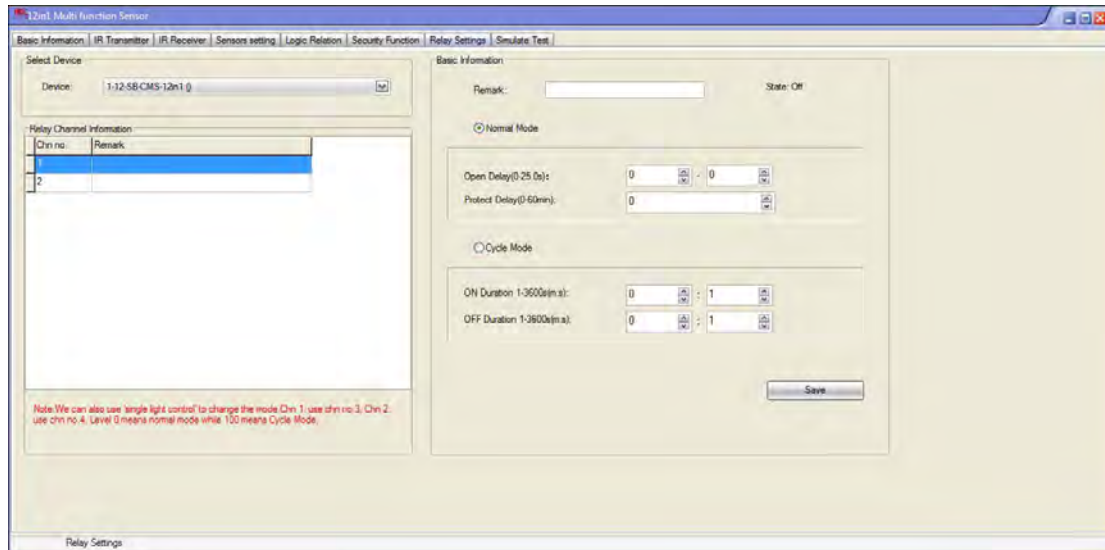 12in1 Multi function Sensor
Basic Information | IR Transmitter | IR Receiver | Sensors setting | Logic Relation | Security Function | Relay Settings | Simulate Test
Select Device
Device: 1-12-SB-CMS-12in1 ()
Relay Channel Information
Chn no. Remark
1
2
Note:We can also use 'single light control' to change the mode Chn 1: use chn no.3, Chn 2:
use chn no.4. Level 0 means normal mode while 100 means Cycle Mode.
Basic Information
Remark: State: Off
Normal Mode
Open Delay(0-25.0s): 0 . 0
Protect Delay(0-60min): 0
Cycle Mode
ON Duration 1-3600s(m:s): 0 : 1
OFF Duration 1-3600s(m:s): 0 : 1
Save
Relay Settings